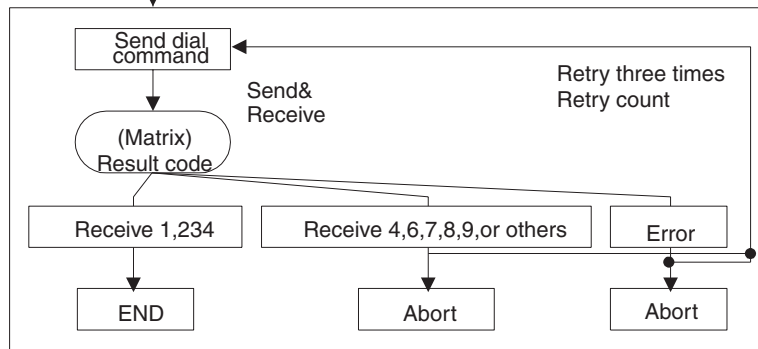 Send dial
command
Send&
Receive
Retry three times
Retry count
(Matrix)
Result code
Receive 1,234
Receive 4,6,7,8,9,or others
Error
END
Abort
Abort